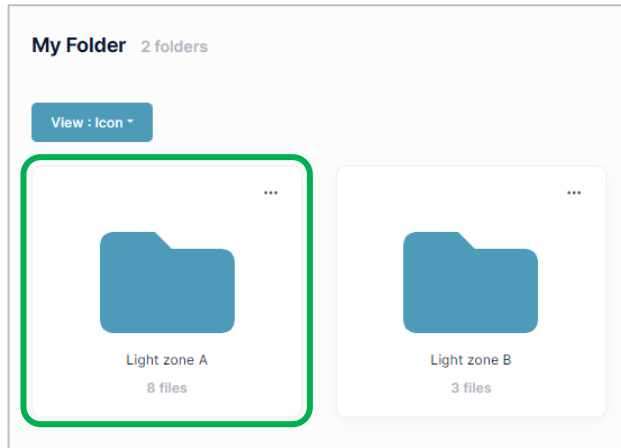 My Folder 2 folders
View : Icon
Light zone A
8 files
Light zone B
3 files